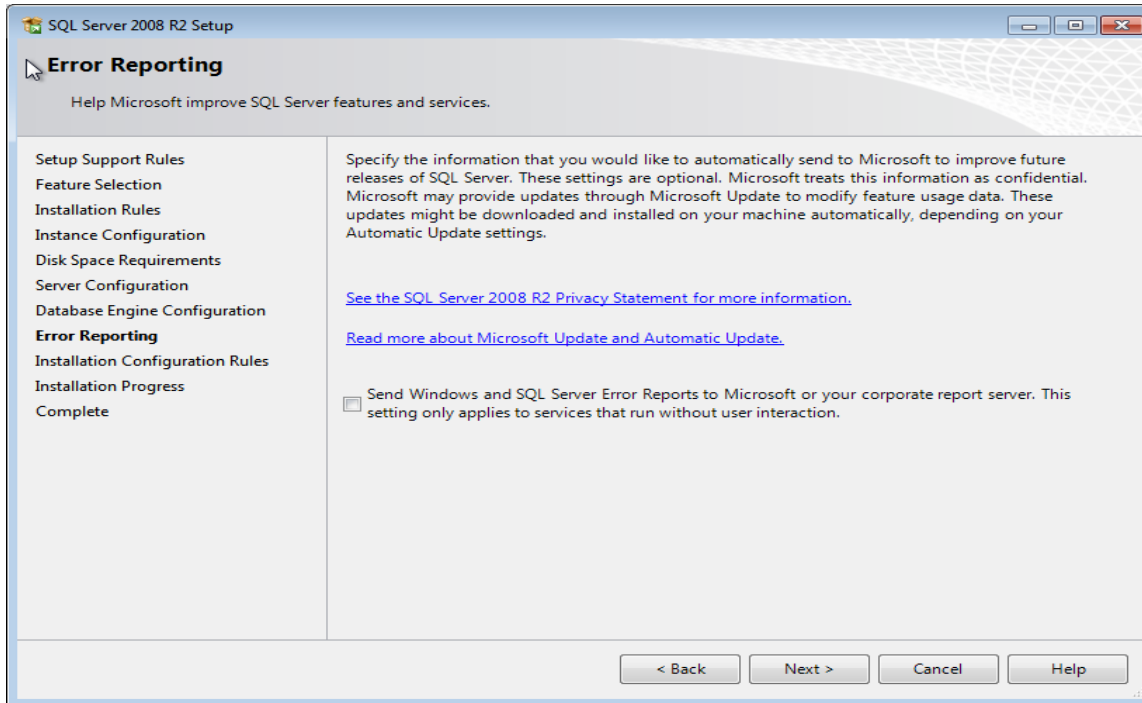 SQL Server 2008 R2 Setup
Error Reporting
Help Microsoft improve SQL Server features and services.
Setup Support Rules
Feature Selection
Installation Rules
Instance Configuration
Disk Space Requirements
Server Configuration
Database Engine Configuration
Error Reporting
Installation Configuration Rules
Installation Progress
Complete
Specify the information that you would like to automatically send to Microsoft to improve future
releases of SQL Server. These settings are optional. Microsoft treats this information as confidential.
Microsoft may provide updates through Microsoft Update to modify feature usage data. These
updates might be downloaded and installed on your machine automatically, depending on your
Automatic Update settings.
See the SQL Server 2008 R2 Privacy Statement for more information.
Read more about Microsoft Update and Automatic Update.
Send Windows and SQL Server Error Reports to Microsoft or your corporate report server. This
setting only applies to services that run without user interaction.
< Back
Next >
Cancel
Help